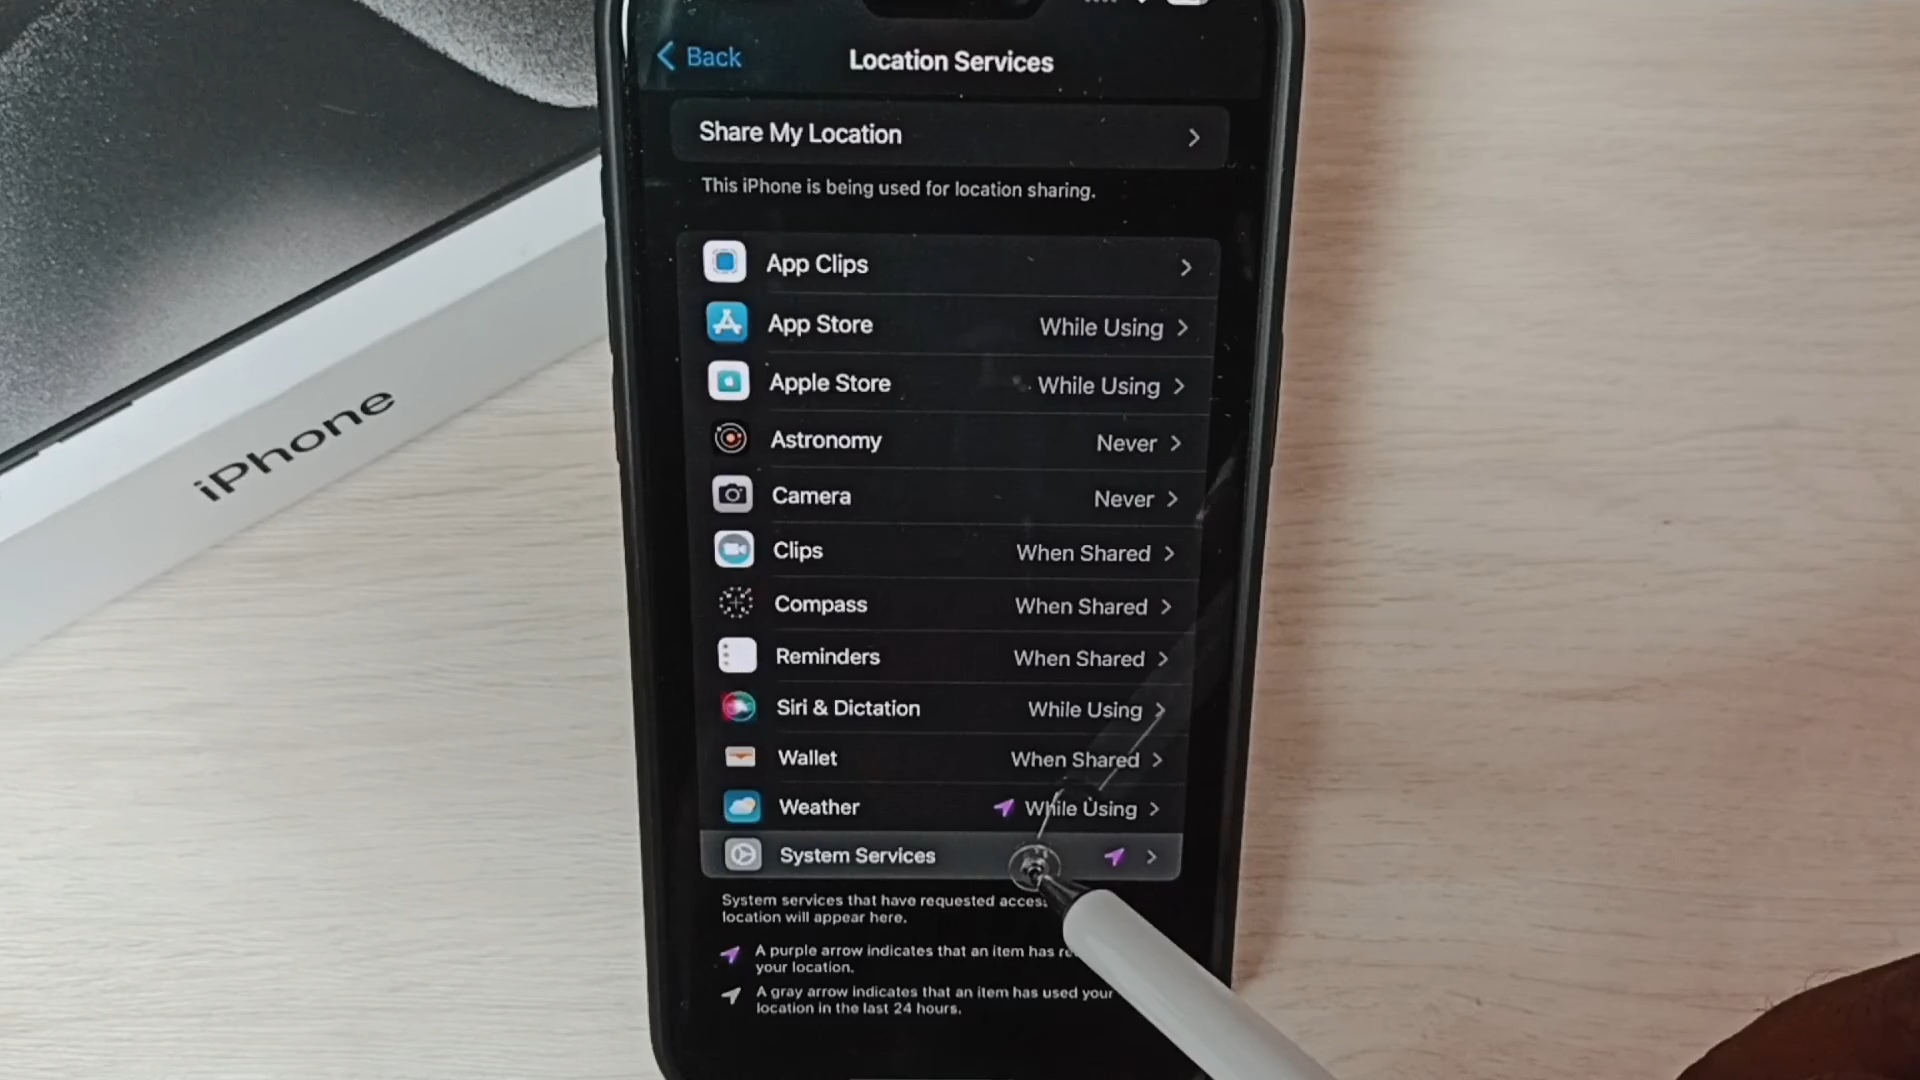 Back
Location Services
Share My Location
This iPhone is being used for location sharing.
App Clips
App Store While Using
Apple Store While Using
Astronomy Never
Camera Never
Clips When Shared
Compass When Shared
Reminders When Shared
Siri & Dictation While Using
Wallet When Shared
Weather While Using
System Services
System services that have requested access
location will appear here.
A purple arrow indicates that an item has
your location.
A gray arrow indicates that an item has used your
location in the last 24 hours.
iPhone